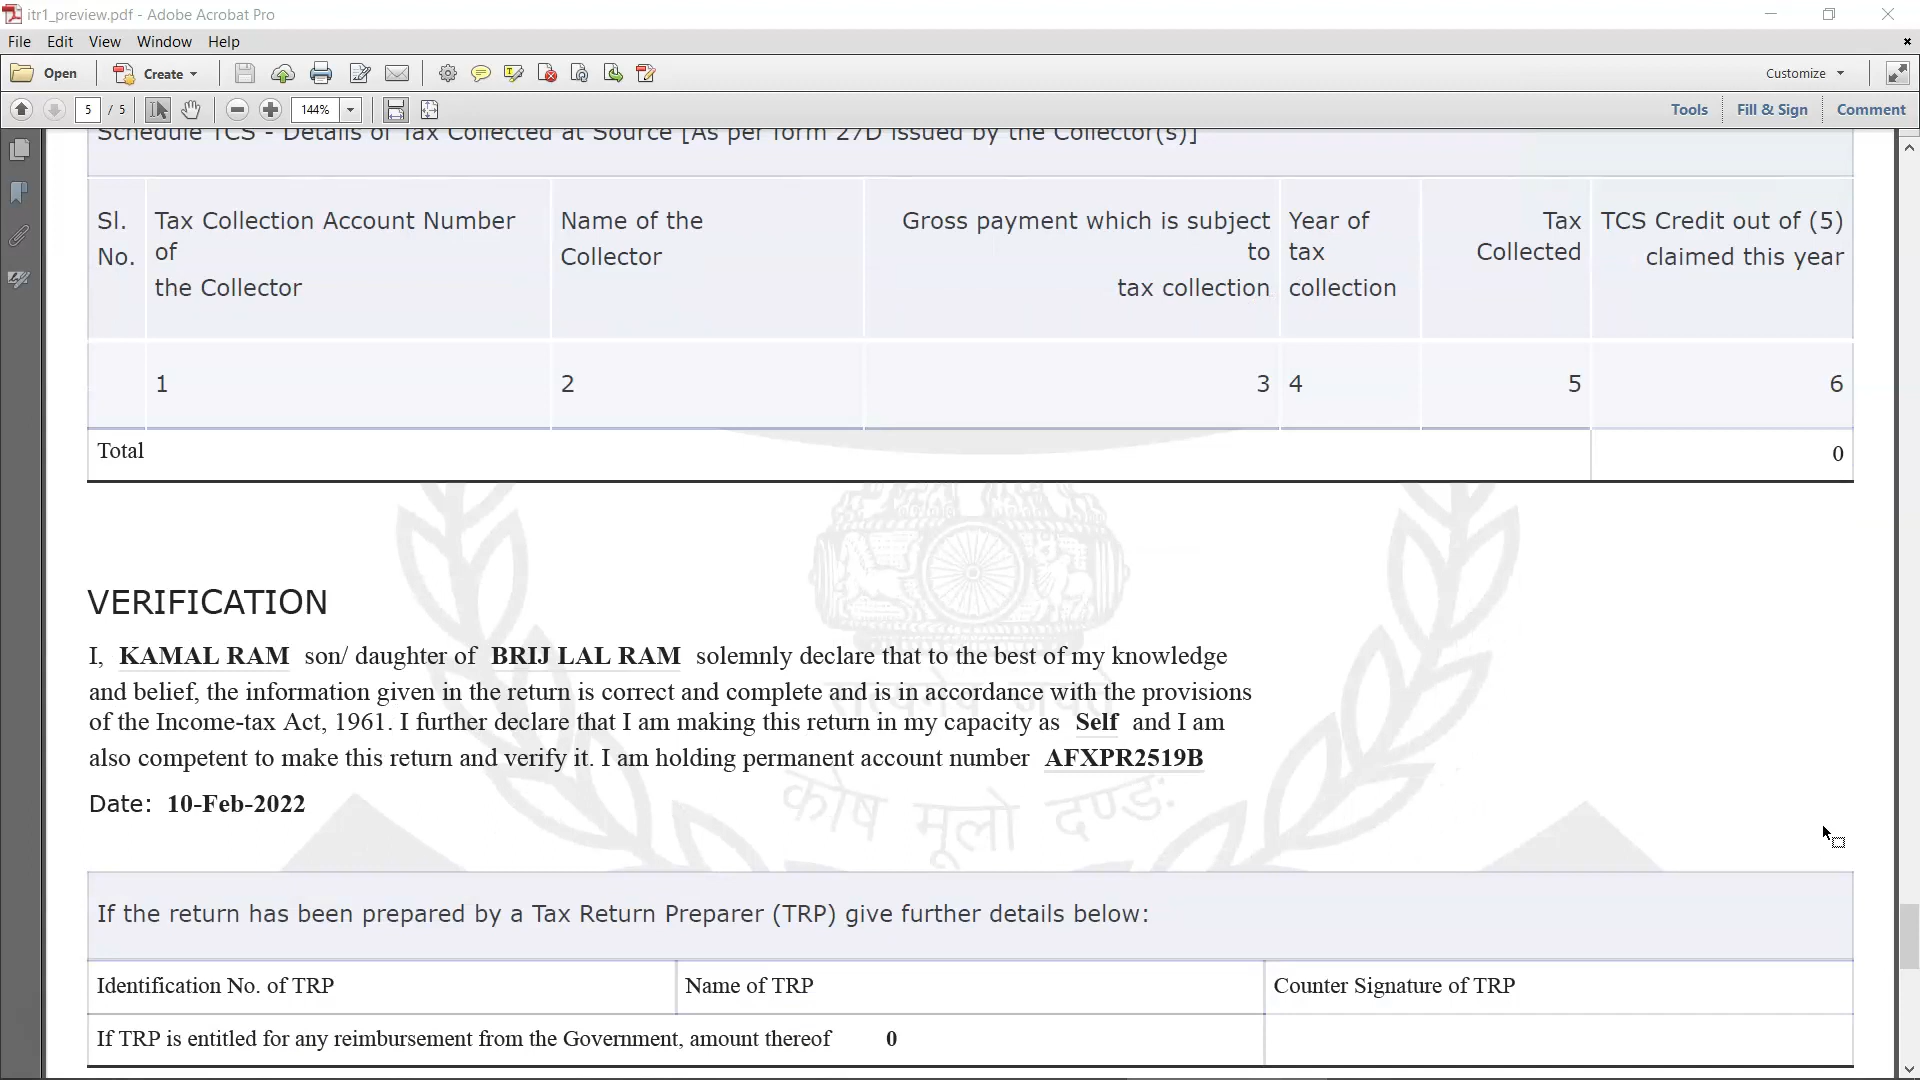 itr1_preview.pdf - Adobe Acrobat Pro
File Edit View Window Help
Open Create Customize
5 / 5 144% Tools Fill & Sign Comment
Schedule TCS - Details of Tax Collected at Source [As per form 27D issued by the Collector(s)]
Sl. No.
Tax Collection Account Number of the Collector
Name of the Collector
Gross payment which is subject to tax collection
Year of tax collection
Tax Collected
TCS Credit out of (5) claimed this year
1 2 3 4 5 6
Total 0
VERIFICATION
I, KAMAL RAM son/ daughter of BRIJ LAL RAM solemnly declare that to the best of my knowledge
and belief, the information given in the return is correct and complete and is in accordance with the provisions
of the Income-tax Act, 1961. I further declare that I am making this return in my capacity as Self and I am
also competent to make this return and verify it. I am holding permanent account number AFXPR2519B
Date: 10-Feb-2022
सत्यमेव जयते
कोष मूलो दण्डः
If the return has been prepared by a Tax Return Preparer (TRP) give further details below:
Identification No. of TRP Name of TRP Counter Signature of TRP
If TRP is entitled for any reimbursement from the Government, amount thereof 0